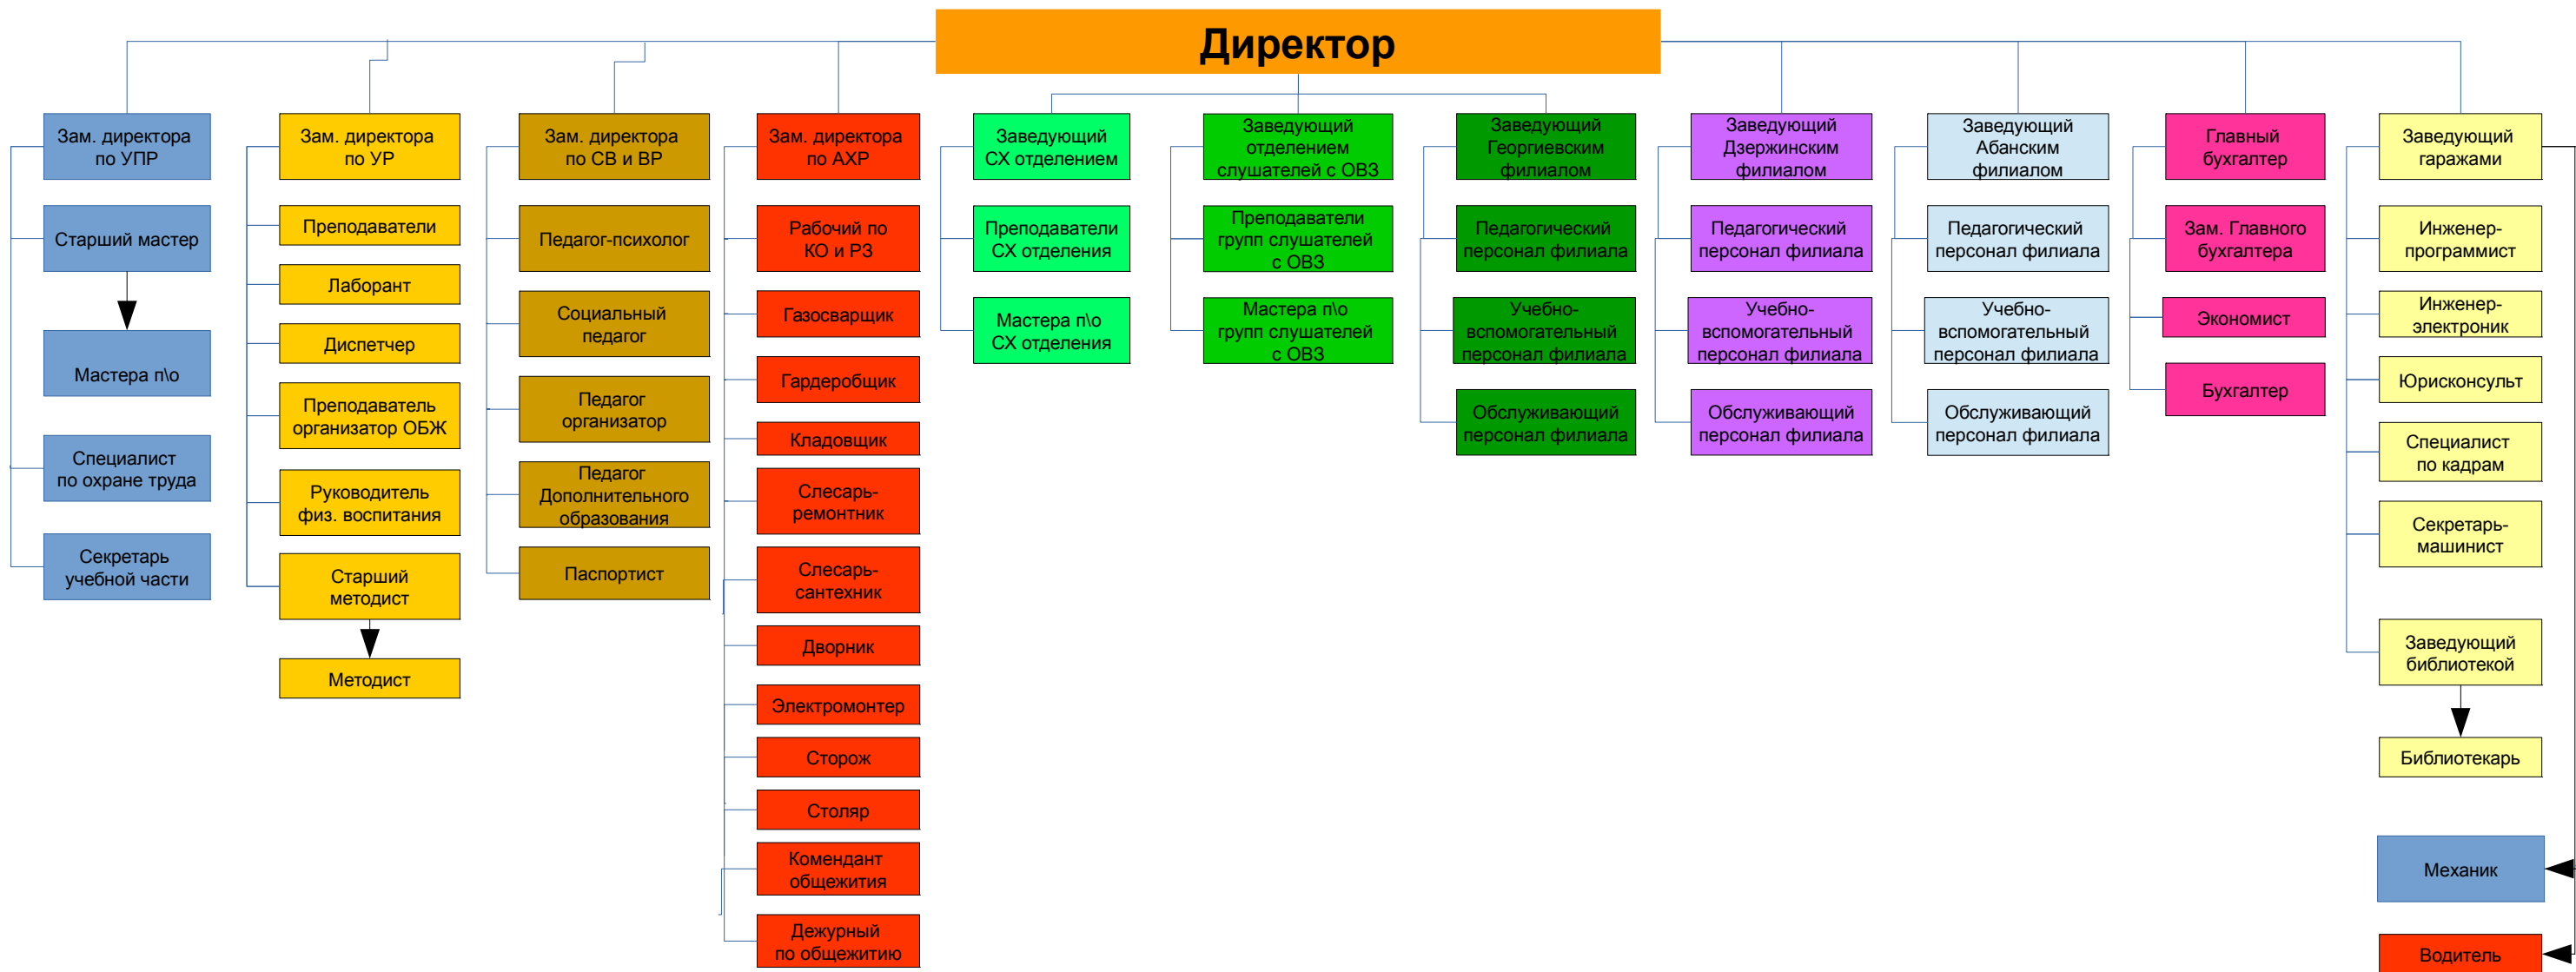 Директор
Зам. директора
по УПР
Старший мастер
Мастера п\о
Специалист
по охране труда
Секретарь
учебной части
Зам. директора
по УР
Преподаватели
Лаборант
Диспетчер
Преподаватель
организатор ОБЖ
Руководитель
физ. воспитания
Старший
методист
Методист
Зам. директора
по СВ и ВР
Педагог-психолог
Социальный
педагог
Педагог
организатор
Педагог
Дополнительного
образования
Паспортист
Зам. директора
по АХР
Рабочий по
КО и РЗ
Газосварщик
Гардеробщик
Кладовщик
Слесарь-
ремонтник
Слесарь-
сантехник
Дворник
Электромонтер
Сторож
Столяр
Комендант
общежития
Дежурный
по общежитию
Заведующий
СХ отделением
Преподаватели
СХ отделения
Мастера п\о
СХ отделения
Заведующий
отделением
слушателей с ОВЗ
Преподаватели
групп слушателей
с ОВЗ
Мастера п\о
групп слушателей
с ОВЗ
Заведующий
Георгиевским
филиалом
Педагогический
персонал филиала
Учебно-
вспомогательный
персонал филиала
Обслуживающий
персонал филиала
Заведующий
Дзержинским
филиалом
Педагогический
персонал филиала
Учебно-
вспомогательный
персонал филиала
Обслуживающий
персонал филиала
Заведующий
Абанским
филиалом
Педагогический
персонал филиала
Учебно-
вспомогательный
персонал филиала
Обслуживающий
персонал филиала
Главный
бухгалтер
Зам. Главного
бухгалтера
Экономист
Бухгалтер
Заведующий
гаражами
Инженер-
программист
Инженер-
электроник
Юрисконсульт
Специалист
по кадрам
Секретарь-
машинист
Заведующий
библиотекой
Библиотекарь
Механик
Водитель